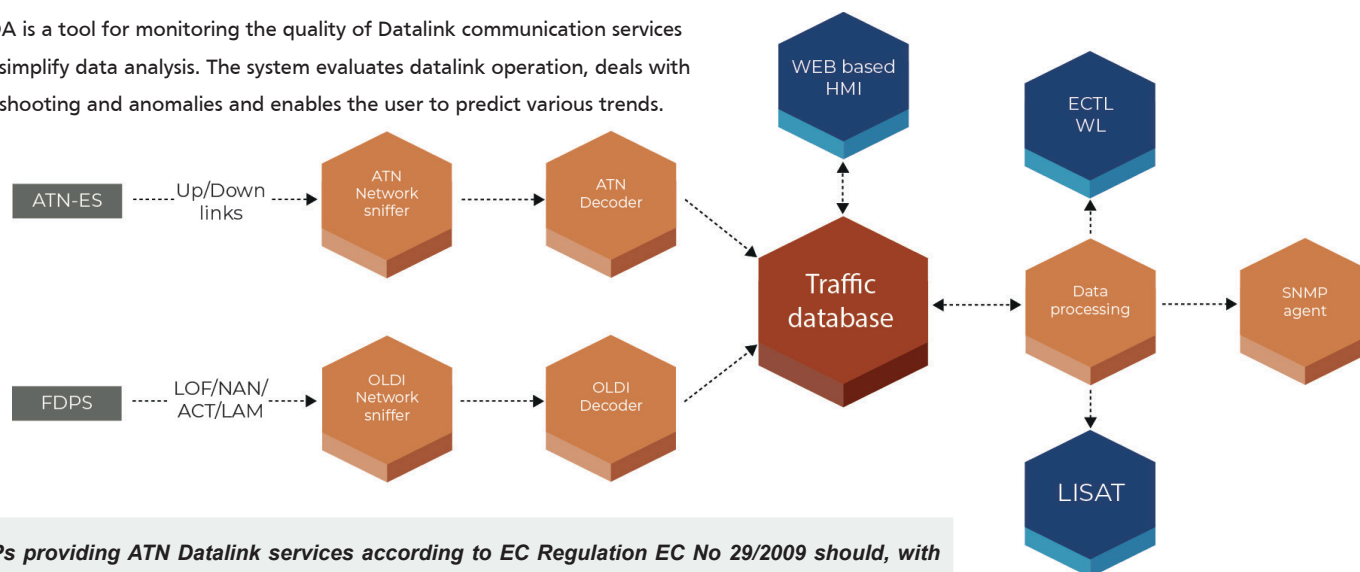 A is a tool for monitoring the quality of Datalink communication services
simplify data analysis. The system evaluates datalink operation, deals with
shooting and anomalies and enables the user to predict various trends.
WEB based
HMI
ECTL
WL
ATN-ES
Up/Down
links
ATN
Network
sniffer
ATN
Decoder
Traffic
database
Data
processing
SNMP
agent
FDPS
LOF/NAN/
ACT/LAM
OLDI
Network
sniffer
OLDI
Decoder
LISAT
Ps providing ATN Datalink services according to EC Regulation EC No 29/2009 should, with